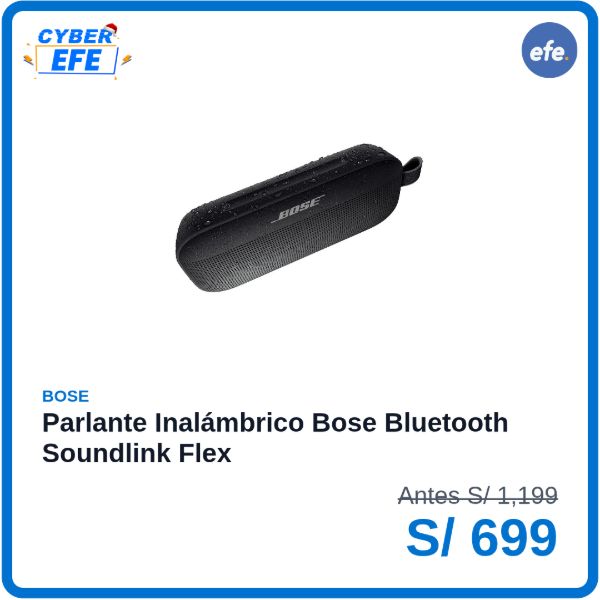 CYBER
EFE
efe.
BOSE
BOSE
Parlante Inalámbrico Bose Bluetooth
Soundlink Flex
Antes S/ 1,199
S/ 699